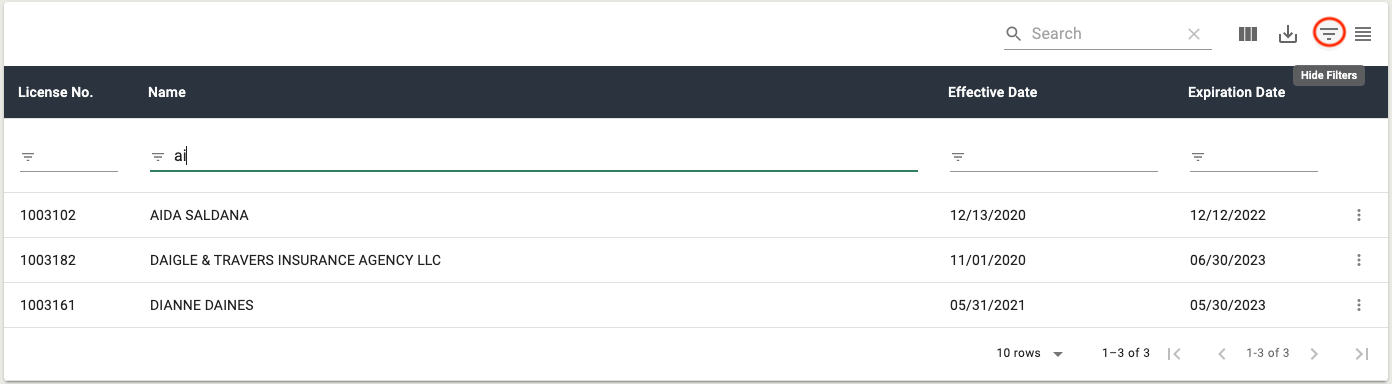 Search
Hide Filters
License No. Name Effective Date Expiration Date
ai
1003102 AIDA SALDANA 12/13/2020 12/12/2022
1003182 DAIGLE & TRAVERS INSURANCE AGENCY LLC 11/01/2020 06/30/2023
1003161 DIANNE DAINES 05/31/2021 05/30/2023
10 rows 1–3 of 3 1-3 of 3